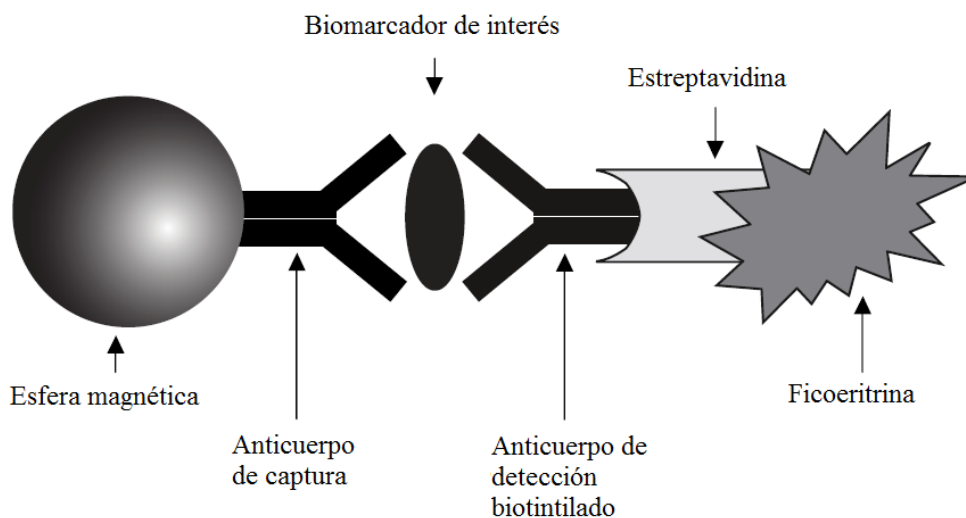 Biomarcador de interés
Estreptavidina
Esfera magnética
Ficoeritrina
Anticuerpo
de captura
Anticuerpo de
detección
biotintilado